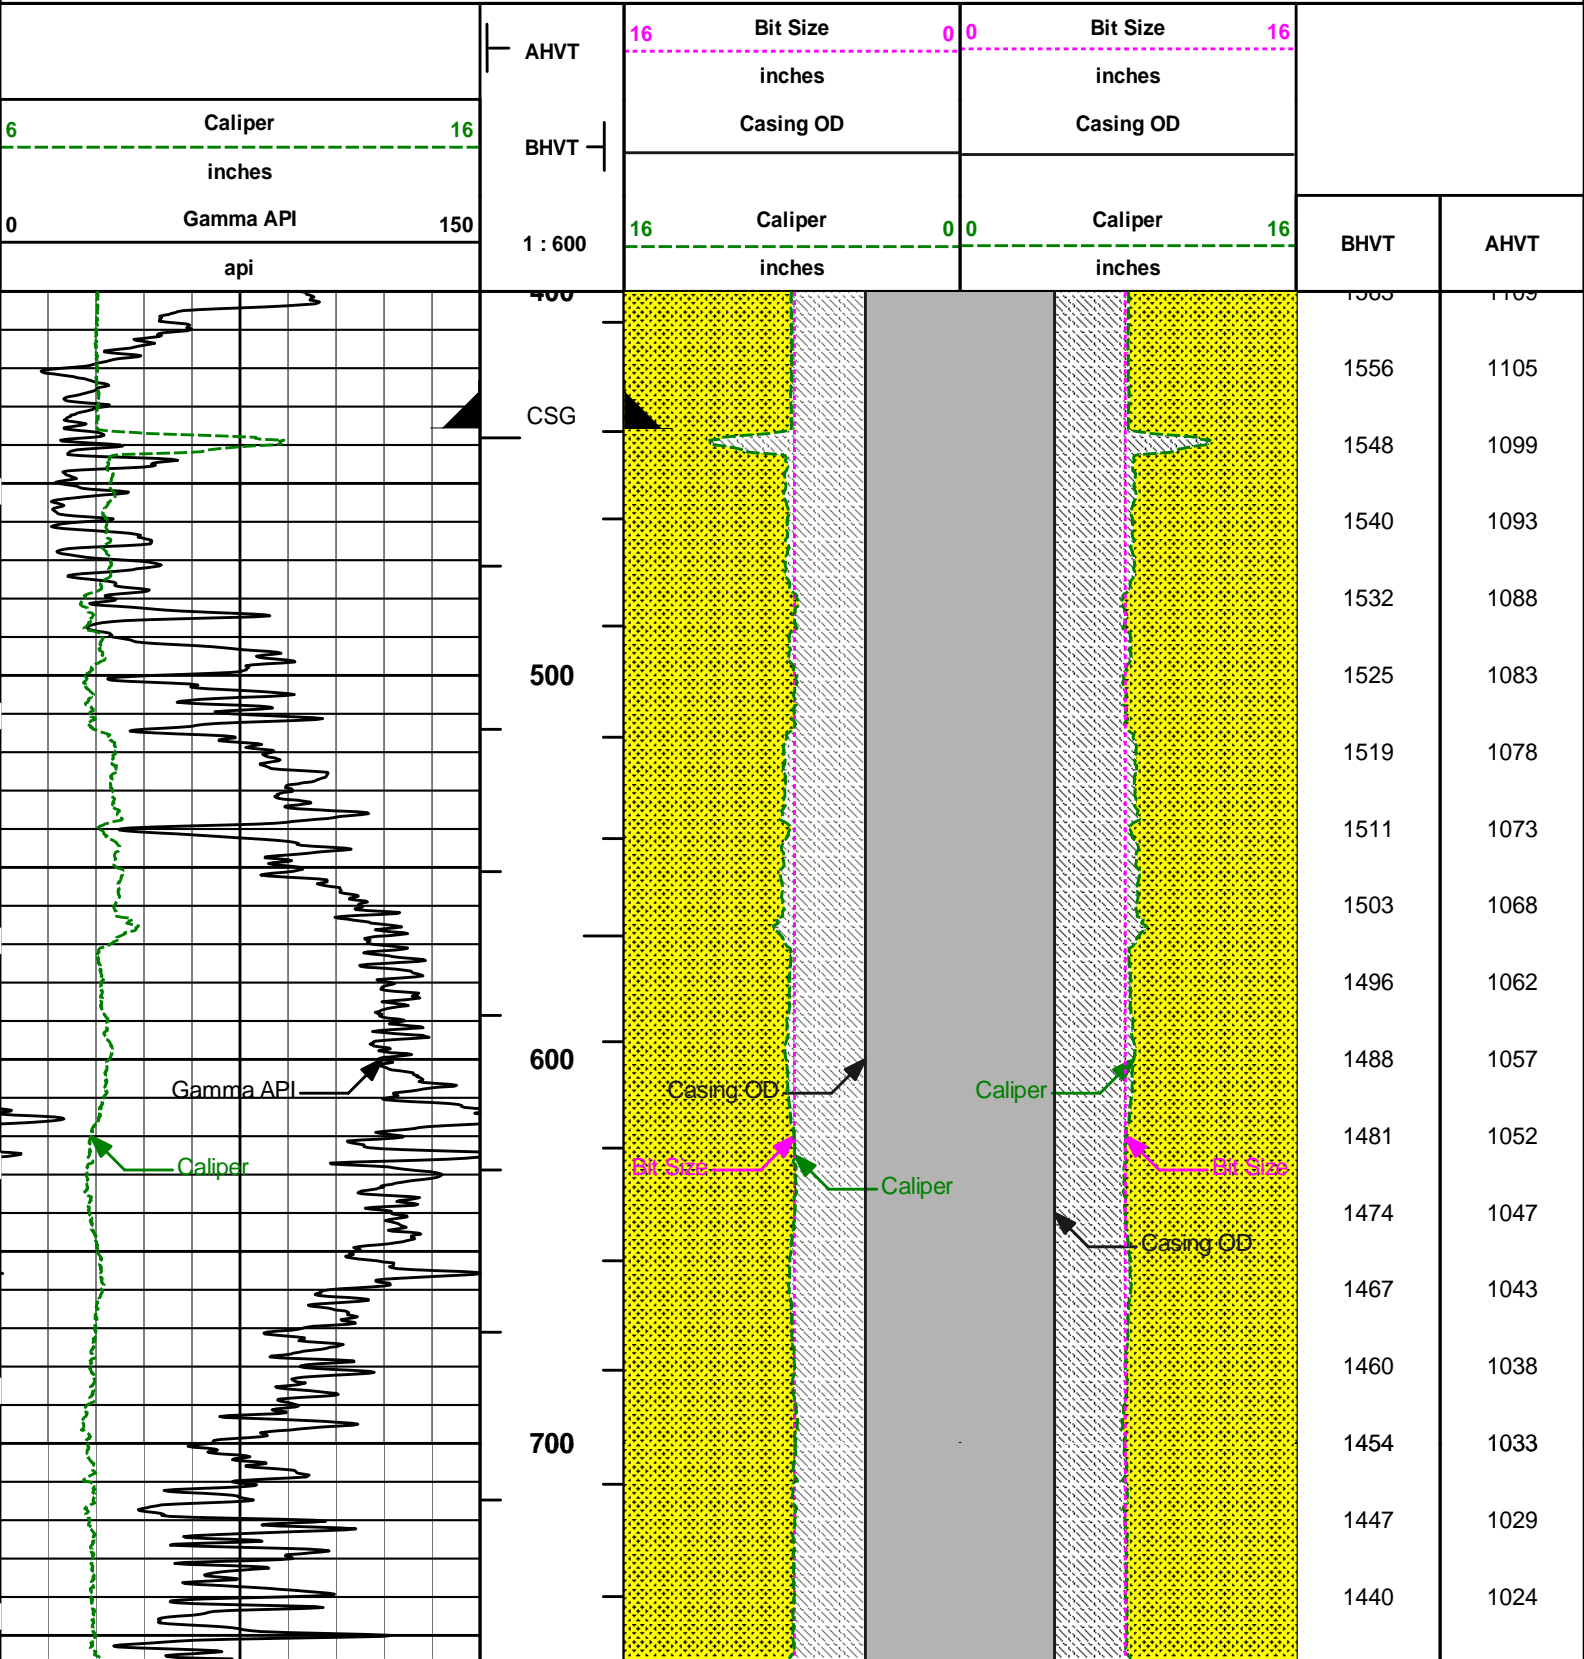 16 Bit Size 0 0 Bit Size 16
AHVT
inches inches
Caliper Casing OD Casing OD
6 16
BHVT
inches
Gamma API Caliper Caliper
0 150 16 0 0 16
1 : 600 BHVT AHVT
api inches inches
400 1109
1556 1105
CSG
1548 1099
1540 1093
1532 1088
500 1525 1083
1519 1078
1511 1073
1503 1068
1496 1062
600 1488 1057
Gamma API Casing OD Caliper
1481 1052
Caliper Bit Size Bit Size
Caliper
1474 1047
Casing OD
1467 1043
1460 1038
700 1454 1033
1447 1029
1440 1024